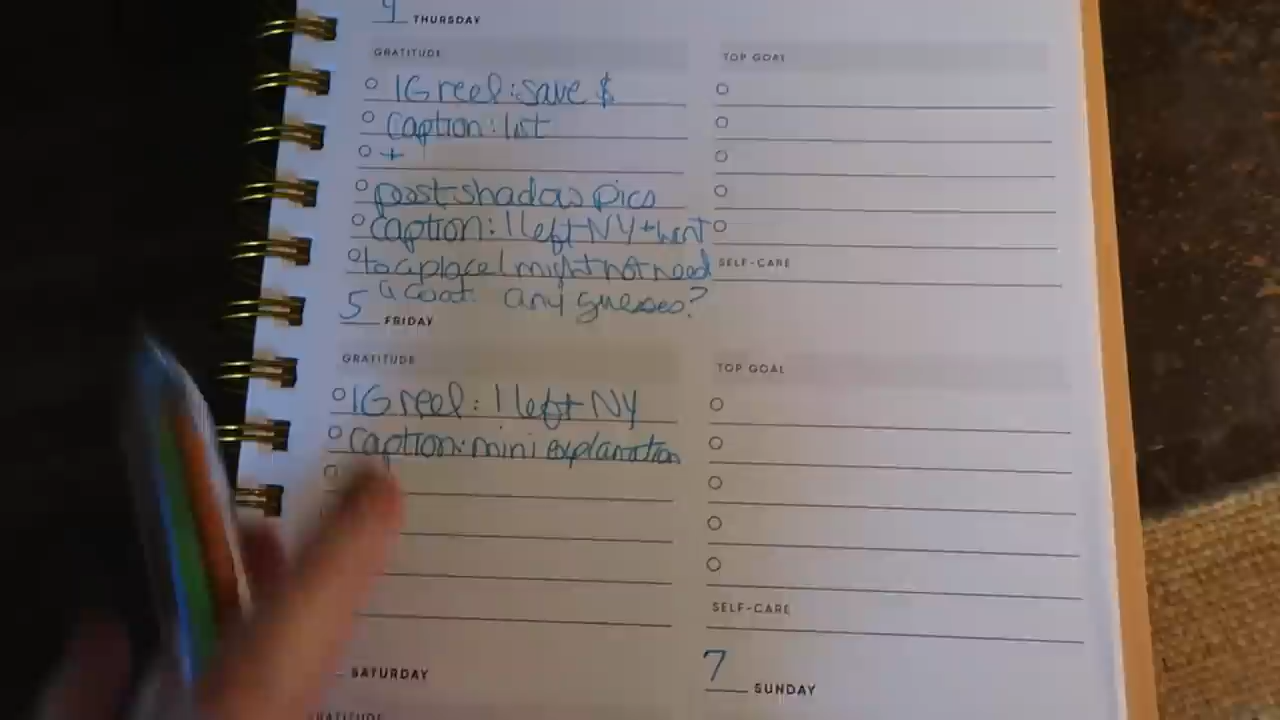 4 THURSDAY
GRATITUDE
IG reel: save $
Caption: list
+
post shadow pics
caption: I left NY + went
to a place I might not need
a coat. any guesses?
TOP GOAL
SELF-CARE
5 FRIDAY
GRATITUDE
IG reel: I left NY
Caption: mini explanation
TOP GOAL
SELF-CARE
SATURDAY
GRATITUDE
7 SUNDAY